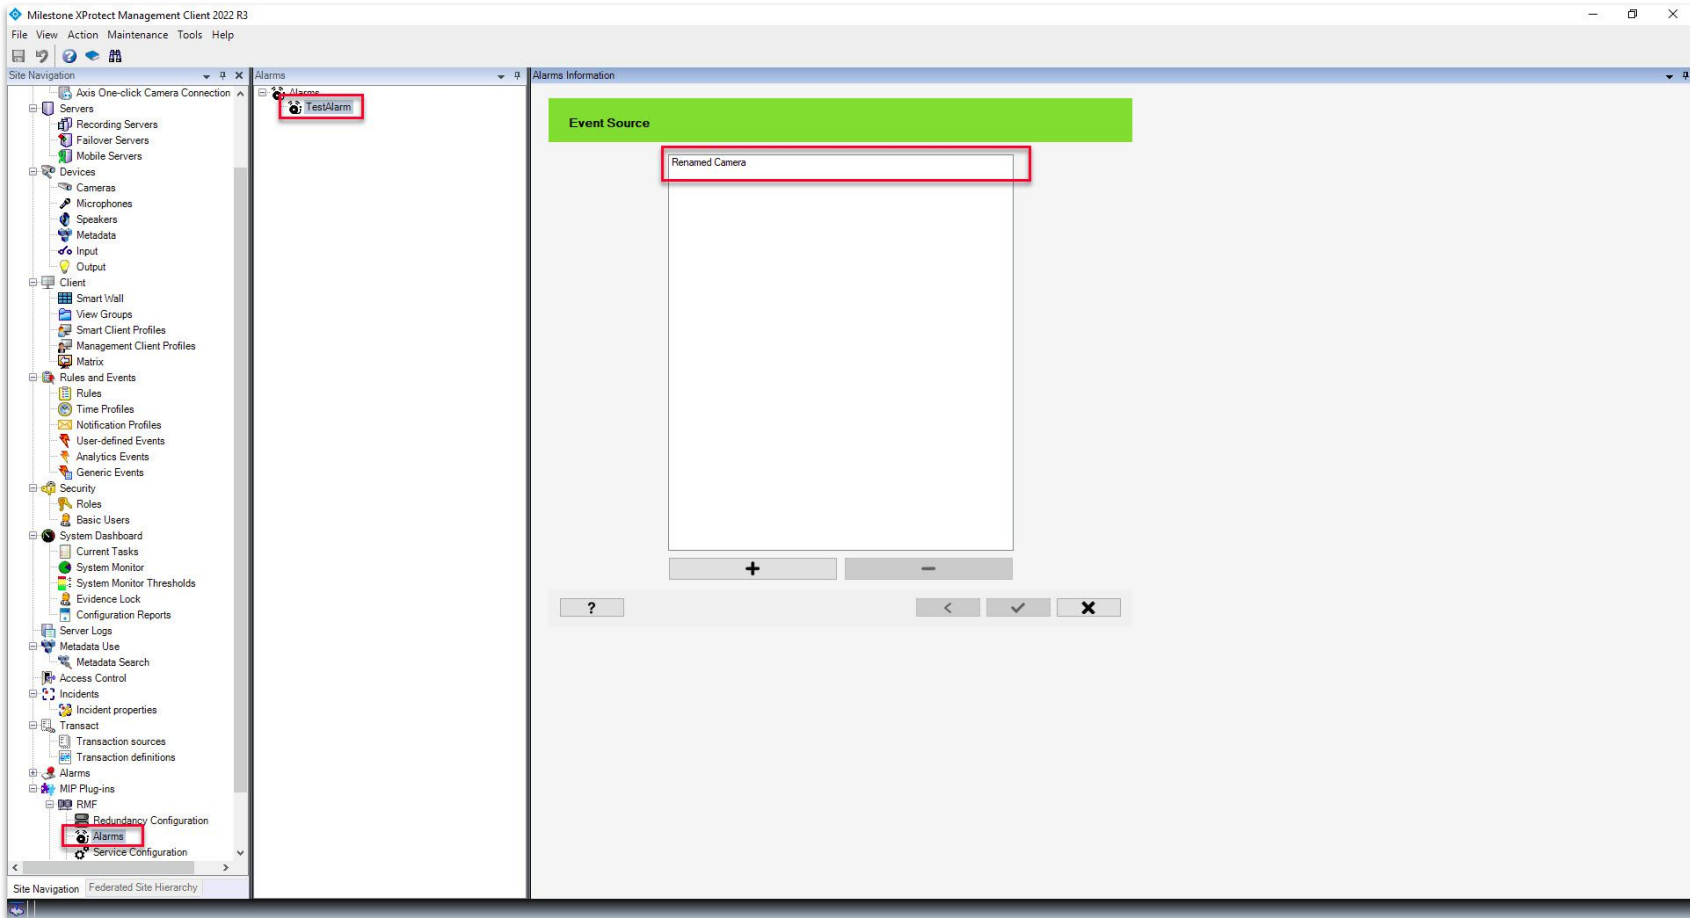 Milestone XProtect Management Client 2022 R3
File View Action Maintenance Tools Help
Site Navigation
Axis One-click Camera Connection
Servers
Recording Servers
Failover Servers
Mobile Servers
Devices
Cameras
Microphones
Speakers
Metadata
Input
Output
Client
Smart Wall
View Groups
Smart Client Profiles
Management Client Profiles
Matrix
Rules and Events
Rules
Time Profiles
Notification Profiles
User-defined Events
Analytics Events
Generic Events
Security
Roles
Basic Users
System Dashboard
Current Tasks
System Monitor
System Monitor Thresholds
Evidence Lock
Configuration Reports
Server Logs
Metadata Use
Metadata Search
Access Control
Incidents
Incident properties
Transact
Transaction sources
Transaction definitions
Alarms
MIP Plug-ins
RMF
Redundancy Configuration
Alarms
Service Configuration
Site Navigation Federated Site Hierarchy
Alarms
Alarms
TestAlarm
Alarms Information
Event Source
Renamed Camera
?